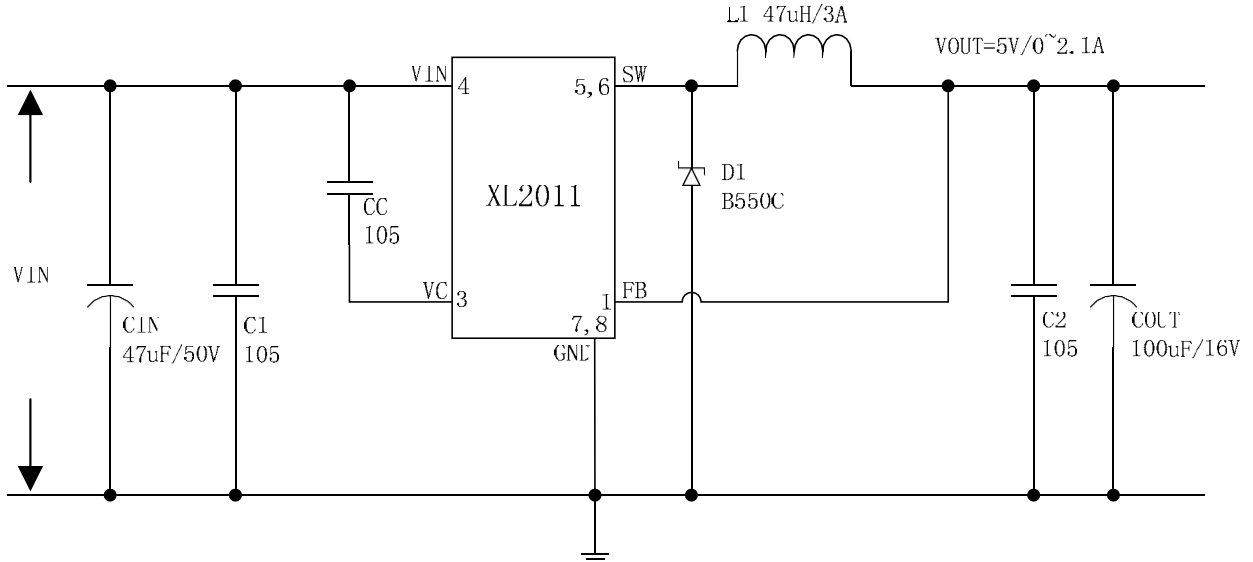 L1 47uH/3A
VOUT=5V/0~2.1A
VIN
4
5,6
SW
XL2011
D1
B550C
CC
105
VIN
VC
3
1
FB
7,8
GND
CIN
47uF/50V
C1
105
C2
105
COUT
100uF/16V